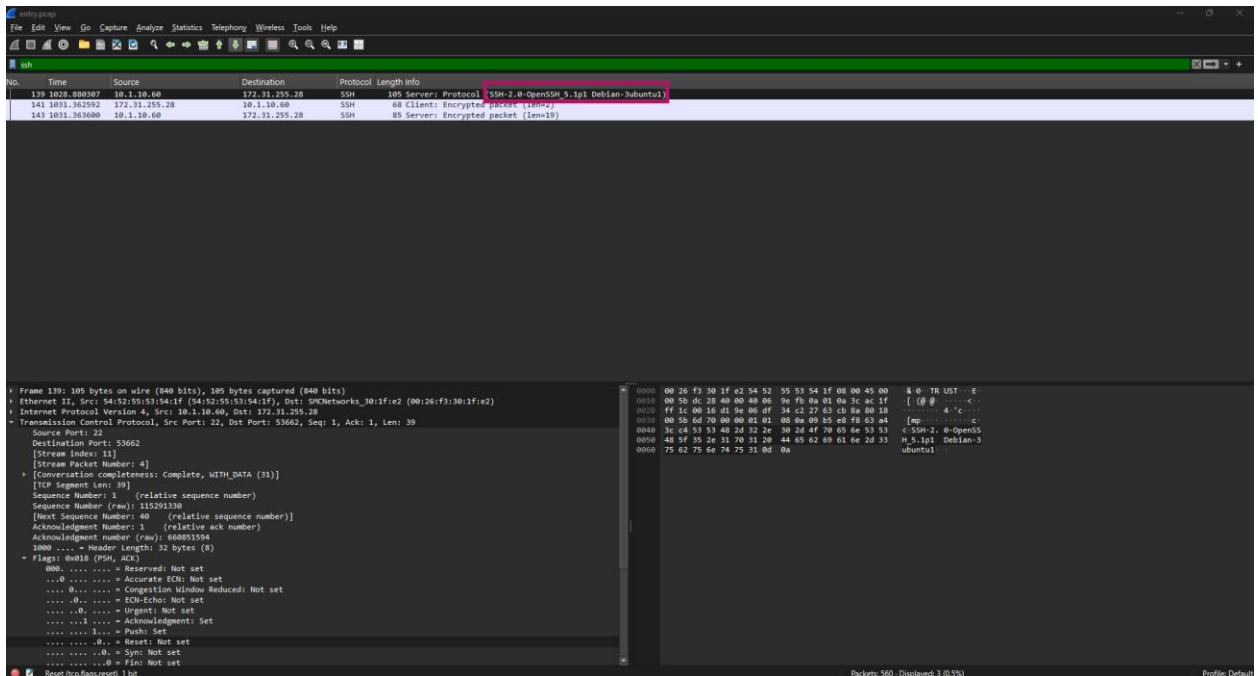 entry.pcap
File Edit View Go Capture Analyze Statistics Telephony Wireless Tools Help
ssh
No. Time Source Destination Protocol Length Info
139 1028.880307 10.1.10.60 172.31.255.28 SSH 105 Server: Protocol (SSH-2.0-OpenSSH_5.1p1 Debian-3ubuntu1)
141 1031.362592 172.31.255.28 10.1.10.60 SSH 68 Client: Encrypted packet (len=2)
143 1031.363600 10.1.10.60 172.31.255.28 SSH 85 Server: Encrypted packet (len=19)
Frame 139: 105 bytes on wire (840 bits), 105 bytes captured (840 bits)
Ethernet II, Src: 54:52:55:53:54:1f (54:52:55:53:54:1f), Dst: SMCNetworks_30:1f:e2 (00:26:f3:30:1f:e2)
Internet Protocol Version 4, Src: 10.1.10.60, Dst: 172.31.255.28
Transmission Control Protocol, Src Port: 22, Dst Port: 53662, Seq: 1, Ack: 1, Len: 39
Source Port: 22
Destination Port: 53662
[Stream index: 11]
[Stream Packet Number: 4]
[Conversation completeness: Complete, WITH_DATA (31)]
[TCP Segment Len: 39]
Sequence Number: 1 (relative sequence number)
Sequence Number (raw): 115291330
[Next Sequence Number: 40 (relative sequence number)]
Acknowledgment Number: 1 (relative ack number)
Acknowledgment number (raw): 660851594
1000 .... = Header Length: 32 bytes (8)
Flags: 0x018 (PSH, ACK)
000. .... .... = Reserved: Not set
...0 .... .... = Accurate ECN: Not set
.... 0... .... = Congestion Window Reduced: Not set
.... .0.. .... = ECN-Echo: Not set
.... ..0. .... = Urgent: Not set
.... ...1 .... = Acknowledgment: Set
.... .... 1... = Push: Set
.... .... .0.. = Reset: Not set
.... .... ..0. = Syn: Not set
.... .... ...0 = Fin: Not set
0000 00 26 f3 30 1f e2 54 52 55 53 54 1f 08 00 45 00 ·&·0··TR UST···E·
0010 00 5b dc 28 40 00 40 06 9e fb 0a 01 0a 3c ac 1f ·[·(@·@· ·····<··
0020 ff 1c 00 16 d1 9e 06 df 34 c2 27 63 cb 8a 80 18 ········ 4·'c····
0030 00 5b 6d 70 00 00 01 01 08 0a 09 b5 e8 f8 63 a4 ·[mp···· ······c·
0040 3c c4 53 53 48 2d 32 2e 30 2d 4f 70 65 6e 53 53 <·SSH-2. 0-OpenSS
0050 48 5f 35 2e 31 70 31 20 44 65 62 69 61 6e 2d 33 H_5.1p1 Debian-3
0060 75 62 75 6e 74 75 31 0d 0a ubuntu1· ·
Reset (tcp.flags.reset), 1 bit Packets: 560 · Displayed: 3 (0.5%) Profile: Default